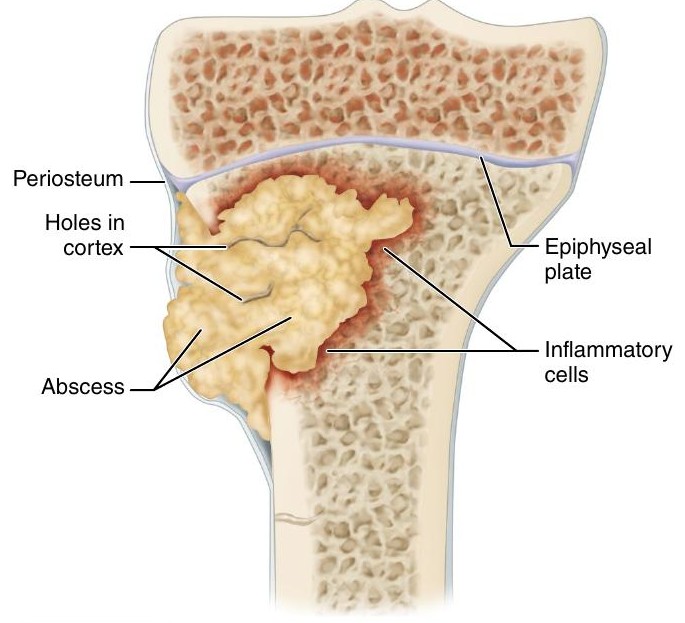 Periosteum
Holes in
cortex
Abscess
Epiphyseal
plate
Inflammatory
cells